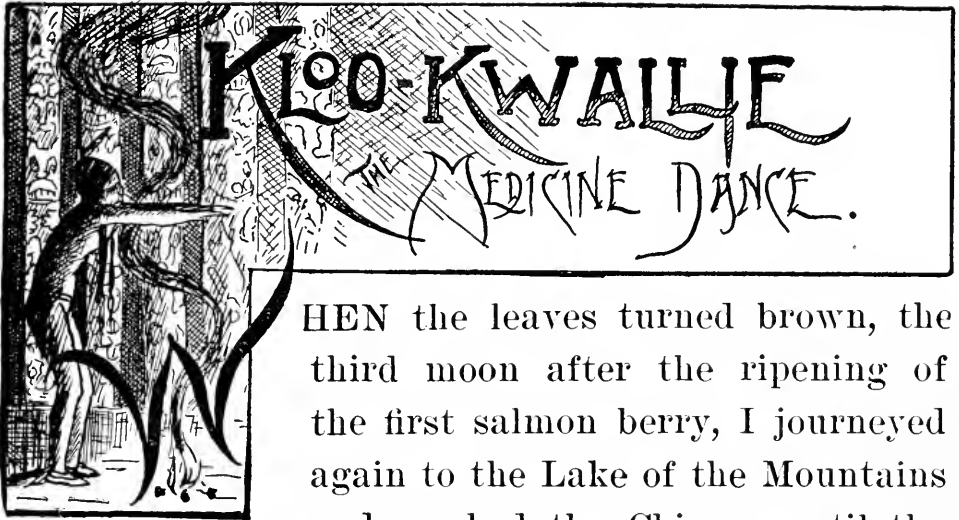 KLOO-KWALLIE
THE MEDICINE DANCE.
WHEN the leaves turned brown, the
third moon after the ripening of
the first salmon berry, I journeyed
again to the Lake of the Mountains